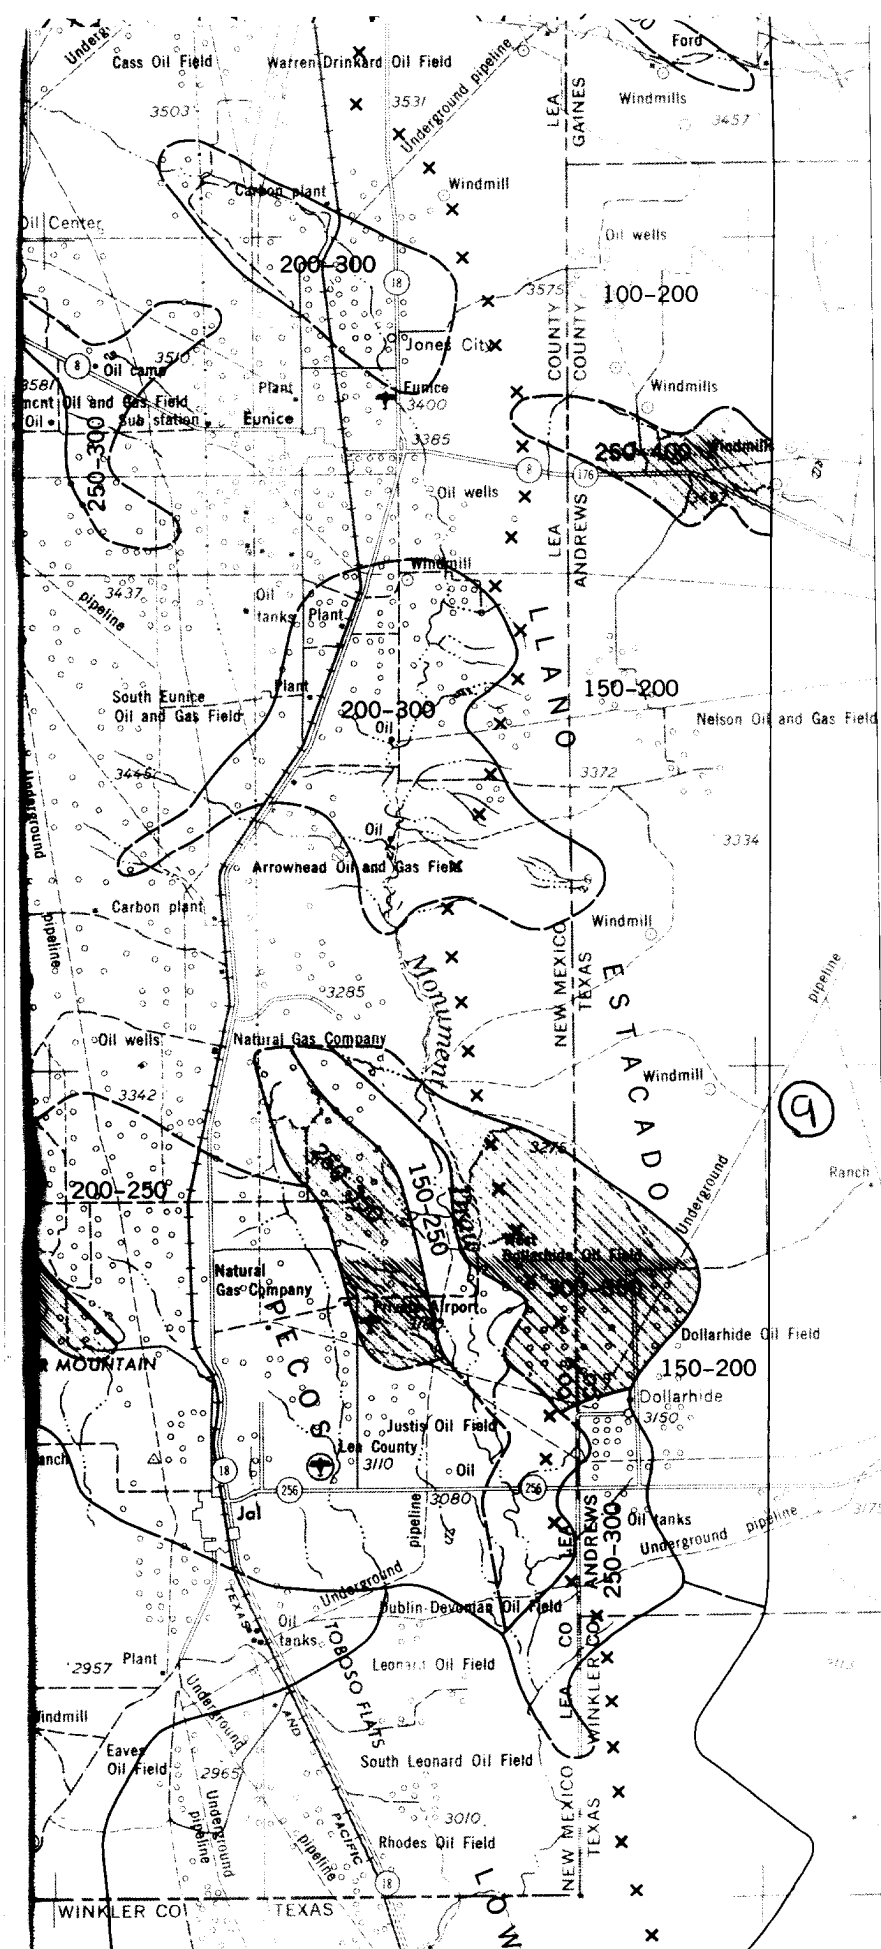 Ford
Cass Oil Field
Warren Drinkard Oil Field
Underground pipeline
3503
3531
LEA
GAINES
Windmills
3457
Carbon plant
Windmill
Oil Center
Oil wells
200-300
18
3575
100-200
COUNTY
COUNTY
Jones City
8
3510
Oil camp
3581
Plant
Eunice
3400
Windmills
Oil and Gas Field
Oil
Sub station
Eunice
250-300
3385
8
176
250-400
Windmill
Oil wells
LEA
ANDREWS
3437
pipeline
Windmill
Oil
tanks
Plant
LLANO
Plant
150-200
South Eunice
Oil and Gas Field
200-300
Oil
Nelson Oil and Gas Field
3445
3372
Underground
pipeline
Oil
3334
Arrowhead Oil and Gas Field
Carbon plant
Windmill
NEW MEXICO
TEXAS
ESTACADO
pipeline
Monument
3285
Oil wells
Natural Gas Company
3342
Windmill
9
3275
Ranch
200-250
150-250
Draw
Underground
West
Dollarhide Oil Field
Natural
Gas Company
Private Airport
PECOS
Dollarhide Oil Field
MOUNTAIN
150-200
Dollarhide
3150
Justis Oil Field
Lea County
3110
Oil
18
256
3080
256
Jal
pipeline
LEA
ANDREWS
250-300
Oil tanks
Underground pipeline
3175
Underground
Dublin Devonian Oil Field
TEXAS
Oil
tanks
TOBOSO FLATS
LEA CO
WINKLER CO
2957
Plant
Leonard Oil Field
Underground
AND
Eaves
Oil Field
2965
South Leonard Oil Field
Underground
pipeline
pipeline
PACIFIC
3010
NEW MEXICO
TEXAS
Rhodes Oil Field
18
WINKLER CO
TEXAS
LOW